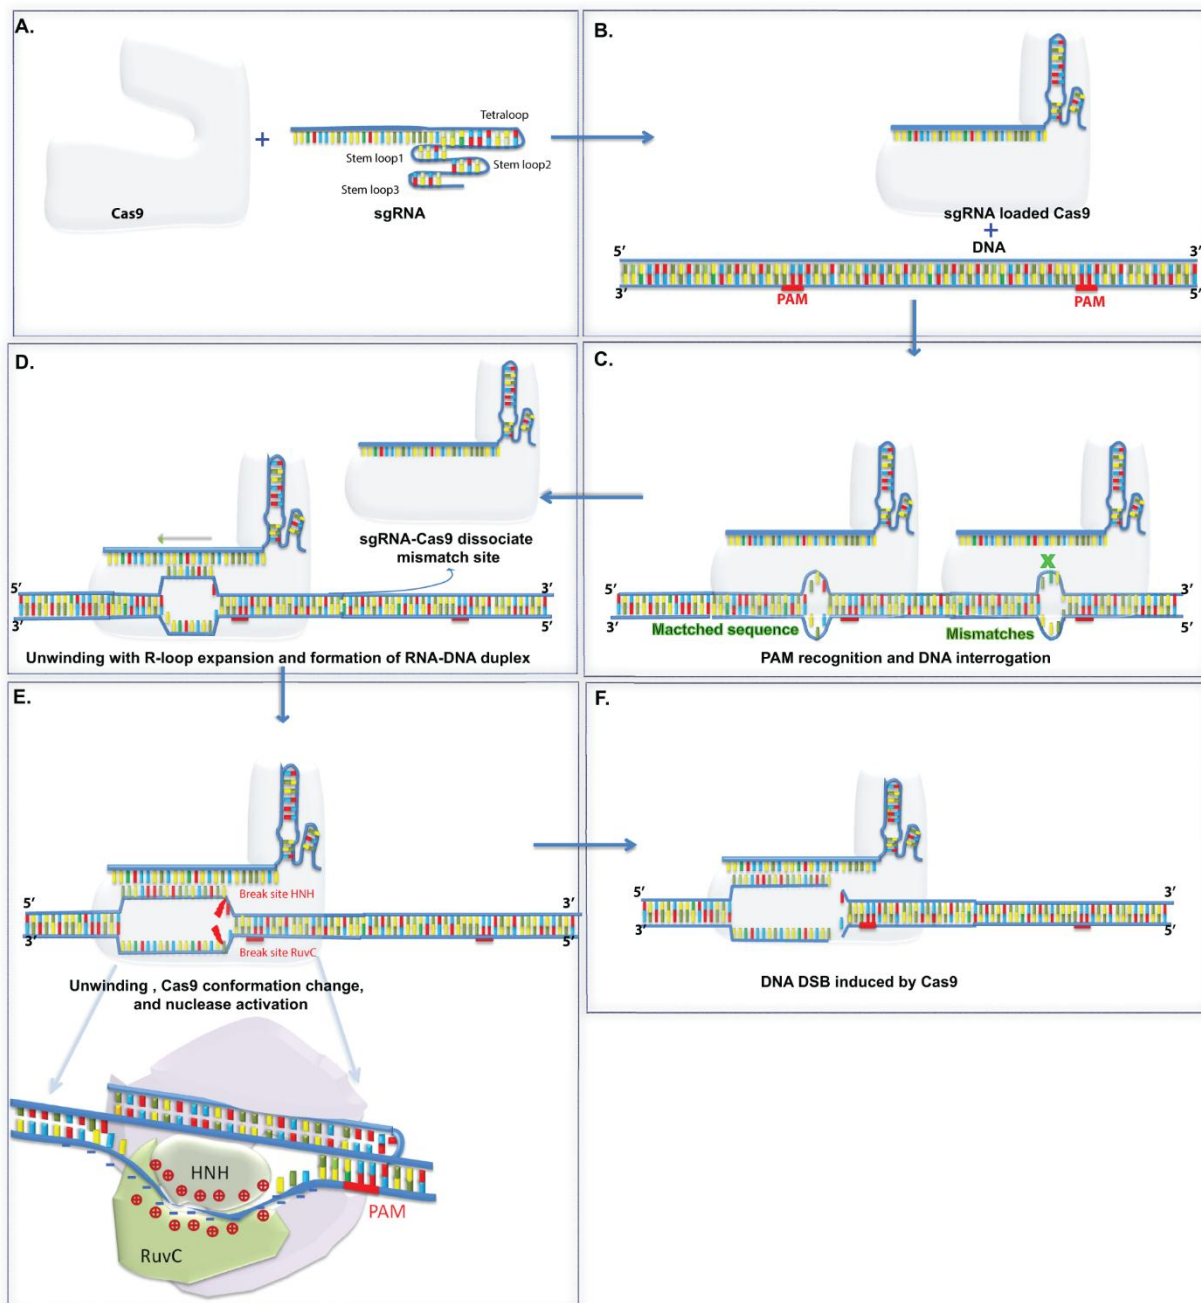 A.
Tetraloop
Stem loop1
Stem loop2
Stem loop3
Cas9
+
sgRNA
B.
sgRNA loaded Cas9
+
DNA
5’ 3’
3’ 5’
PAM PAM
D.
sgRNA-Cas9 dissociate
mismatch site
5’ 3’
3’ 5’
Unwinding with R-loop expansion and formation of RNA-DNA duplex
C.
X
5’ 3’
3’ 5’
Mactched sequence Mismatches
PAM recognition and DNA interrogation
E.
5’ 3’
Break site HNH
3’ 5’
Break site RuvC
Unwinding , Cas9 conformation change,
and nuclease activation
HNH
PAM
RuvC
F.
5’ 3’
3’ 5’
DNA DSB induced by Cas9